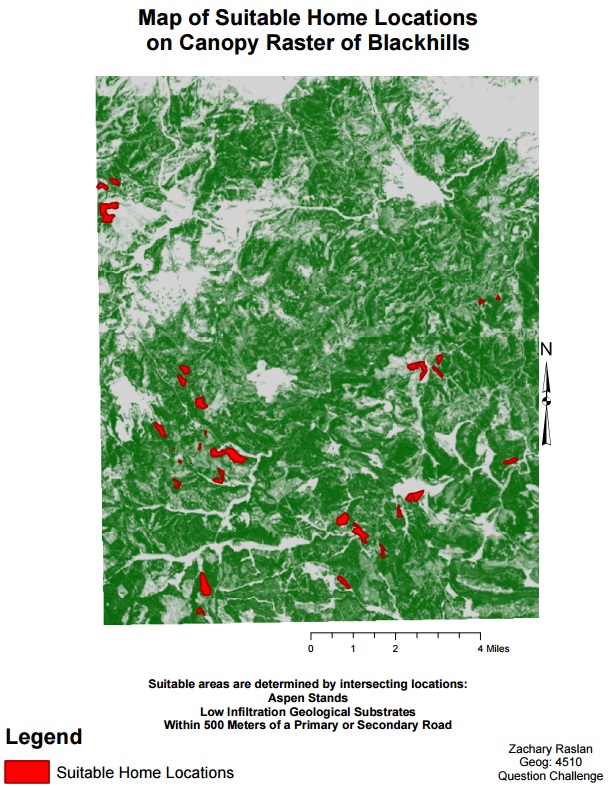 Map of Suitable Home Locations
on Canopy Raster of Blackhills
N
0 1 2 4 Miles
Suitable areas are determined by intersecting locations:
Aspen Stands
Low Infiltration Geological Substrates
Within 500 Meters of a Primary or Secondary Road
Legend
Suitable Home Locations
Zachary Raslan
Geog: 4510
Question Challenge